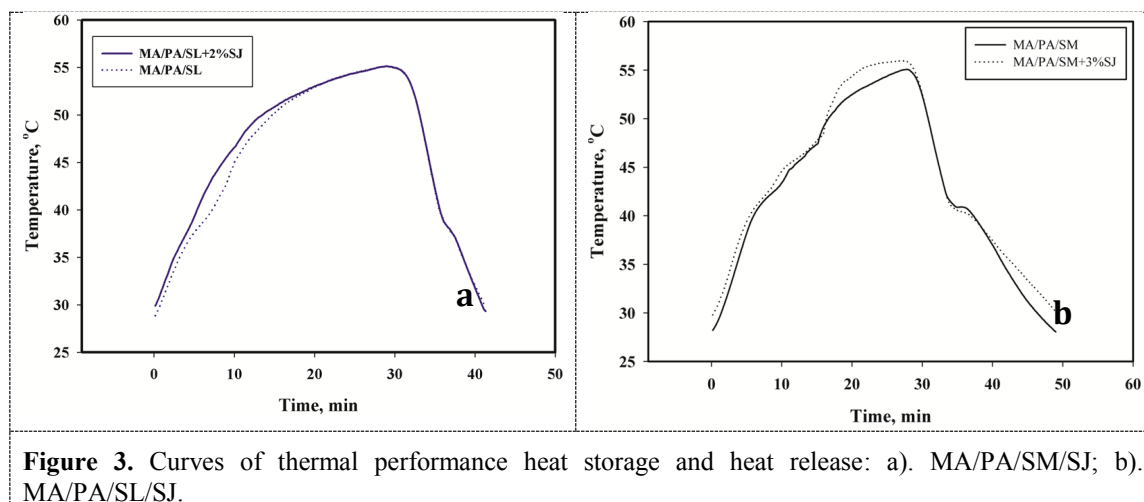 60
55
50
45
40
35
30
25
Temperature, °C
MA/PA/SL+2%SJ
MA/PA/SL
a
0 10 20 30 40 50
Time, min
60
55
50
45
40
35
30
25
Temperature, °C
MA/PA/SM
MA/PA/SM+3%SJ
b
0 10 20 30 40 50 60
Time, min
Figure 3. Curves of thermal performance heat storage and heat release: a). MA/PA/SM/SJ; b).
MA/PA/SL/SJ.